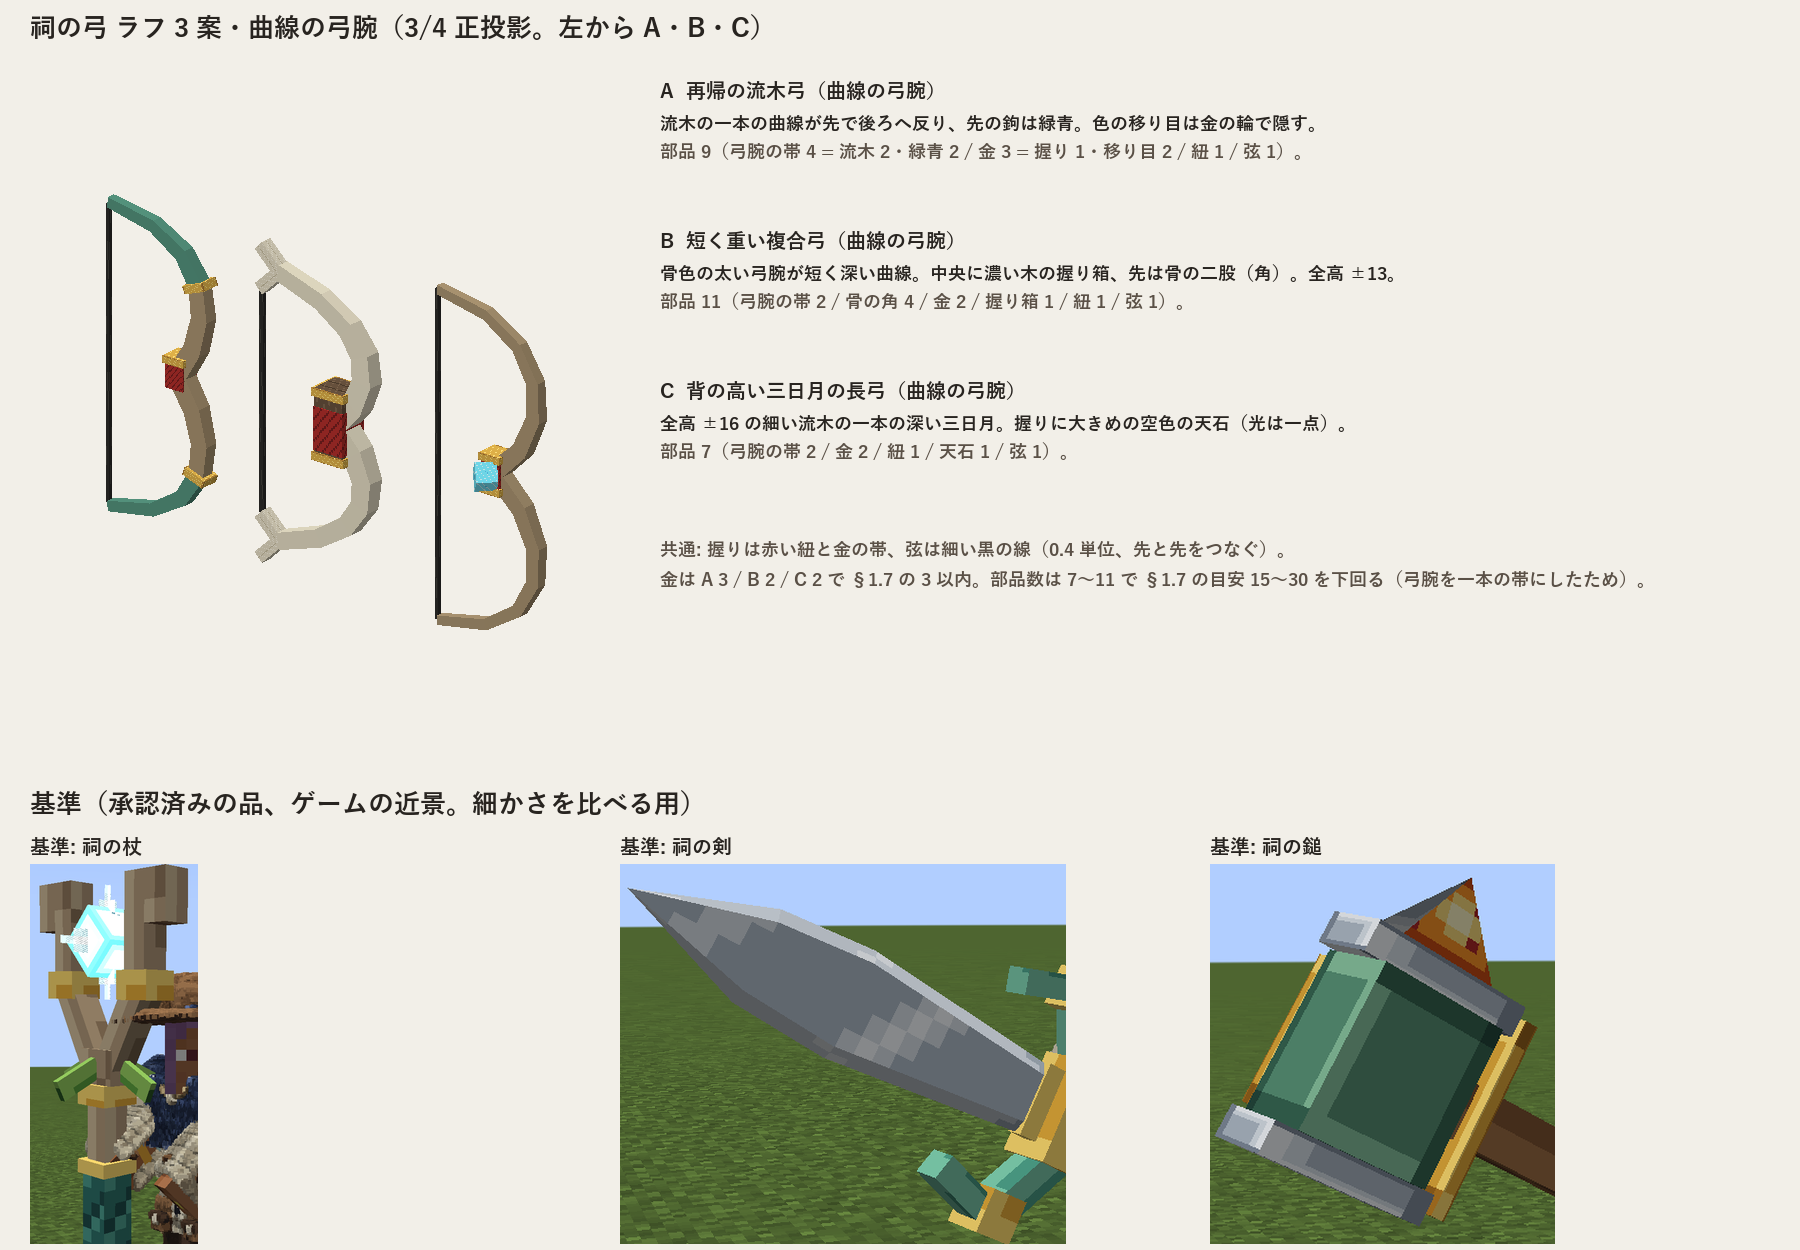 祠の弓 ラフ 3 案・曲線の弓腕（3/4 正投影。左から A・B・C）
A 再帰の流木弓（曲線の弓腕）
流木の一本の曲線が先で後ろへ反り、先の鉤は緑青。色の移り目は金の輪で隠す。
部品 9（弓腕の帯 4 = 流木 2・緑青 2 / 金 3 = 握り 1・移り目 2 / 紐 1 / 弦 1）。
B 短く重い複合弓（曲線の弓腕）
骨色の太い弓腕が短く深い曲線。中央に濃い木の握り箱、先は骨の二股（角）。全高 ±13。
部品 11（弓腕の帯 2 / 骨の角 4 / 金 2 / 握り箱 1 / 紐 1 / 弦 1）。
C 背の高い三日月の長弓（曲線の弓腕）
全高 ±16 の細い流木の一本の深い三日月。握りに大きめの空色の天石（光は一点）。
部品 7（弓腕の帯 2 / 金 2 / 紐 1 / 天石 1 / 弦 1）。
共通: 握りは赤い紐と金の帯、弦は細い黒の線（0.4 単位、先と先をつなぐ）。
金は A 3 / B 2 / C 2 で §1.7 の 3 以内。部品数は 7〜11 で §1.7 の目安 15〜30 を下回る（弓腕を一本の帯にしたため）。
基準（承認済みの品、ゲームの近景。細かさを比べる用）
基準: 祠の杖
基準: 祠の剣
基準: 祠の鎚